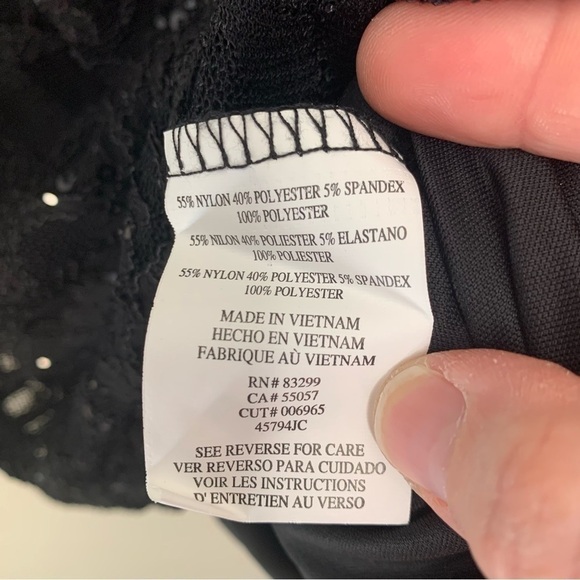 55% NYLON 40% POLYESTER 5% SPANDEX
100% POLYESTER
55% NILON 40% POLIESTER 5% ELASTANO
100% POLIESTER
55% NYLON 40% POLYESTER 5% SPANDEX
100% POLYESTER
MADE IN VIETNAM
HECHO EN VIETNAM
FABRIQUE AÙ VIETNAM
RN# 83299
CA# 55057
CUT# 006965
45794JC
SEE REVERSE FOR CARE
VER REVERSO PARA CUIDADO
VOIR LES INSTRUCTIONS
D' ENTRETIEN AU VERSO